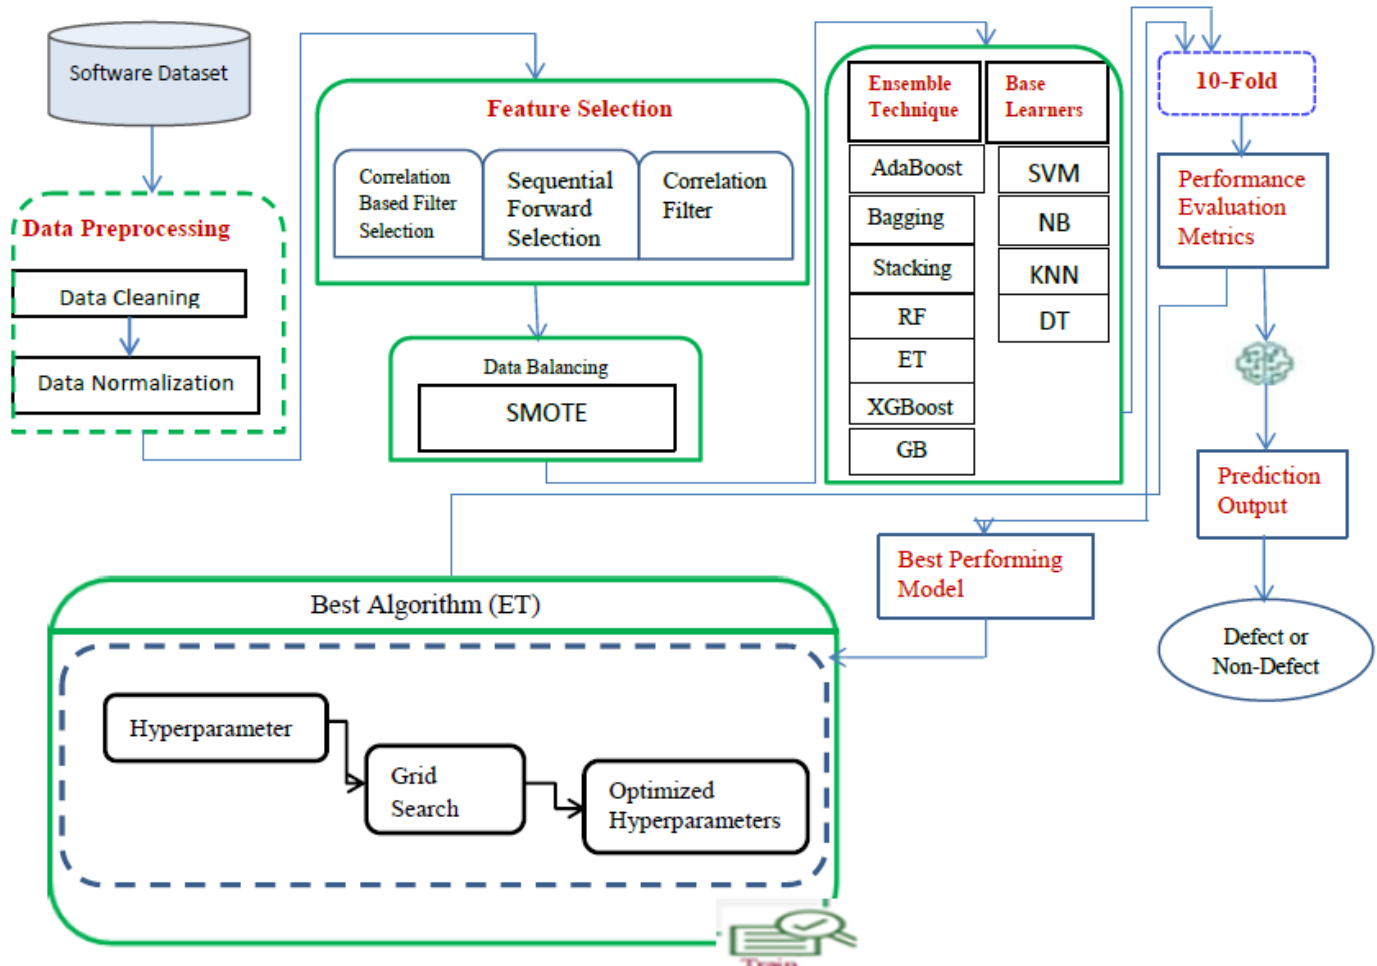 Software Dataset
Data Preprocessing
Data Cleaning
Data Normalization
Feature Selection
Correlation
Based Filter
Selection
Sequential
Forward
Selection
Correlation
Filter
Data Balancing
SMOTE
Ensemble
Technique
AdaBoost
Bagging
Stacking
RF
ET
XGBoost
GB
Base
Learners
SVM
NB
KNN
DT
10-Fold
Performance
Evaluation
Metrics
Prediction
Output
Defect or
Non-Defect
Best Performing
Model
Best Algorithm (ET)
Hyperparameter
Grid
Search
Optimized
Hyperparameters
Train